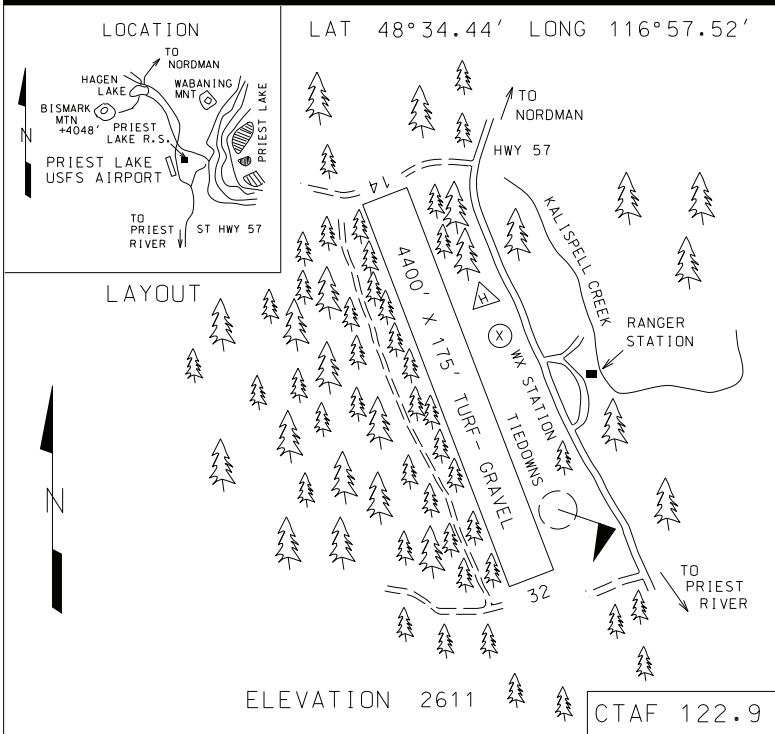 LOCATION
LAT 48°34.44' LONG 116°57.52'
TO
NORDMAN
HAGEN
LAKE
WABANING
MNT
BISMARK
MTN
+4048'
PRIEST
LAKE R.S.
PRIEST LAKE
N
PRIEST LAKE
USFS AIRPORT
TO
PRIEST
RIVER
ST HWY 57
LAYOUT
TO
NORDMAN
HWY 57
14
KALISPELL CREEK
4400' X 175' TURF- GRAVEL
H
X
WX STATION
TIEDOWNS
RANGER
STATION
N
32
TO
PRIEST
RIVER
ELEVATION 2611
CTAF 122.9